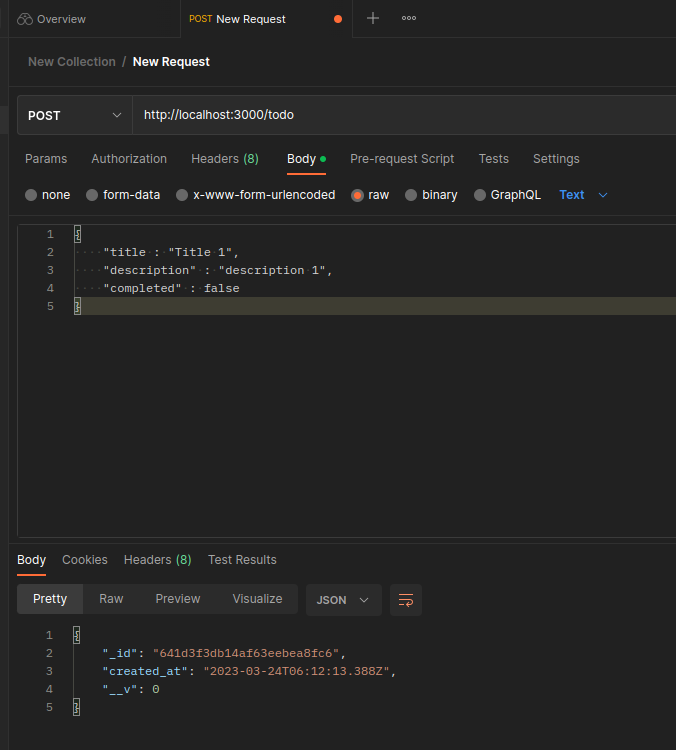 Overview
POST New Request
New Collection / New Request
POST
http://localhost:3000/todo
Params Authorization Headers (8) Body Pre-request Script Tests Settings
none form-data x-www-form-urlencoded raw binary GraphQL Text
1 {
2 "title : "Title 1",
3 "description" : "description 1",
4 "completed" : false
5 }
Body Cookies Headers (8) Test Results
Pretty Raw Preview Visualize JSON
1 {
2 "_id": "641d3f3db14af63eebea8fc6",
3 "created_at": "2023-03-24T06:12:13.388Z",
4 "__v": 0
5 }